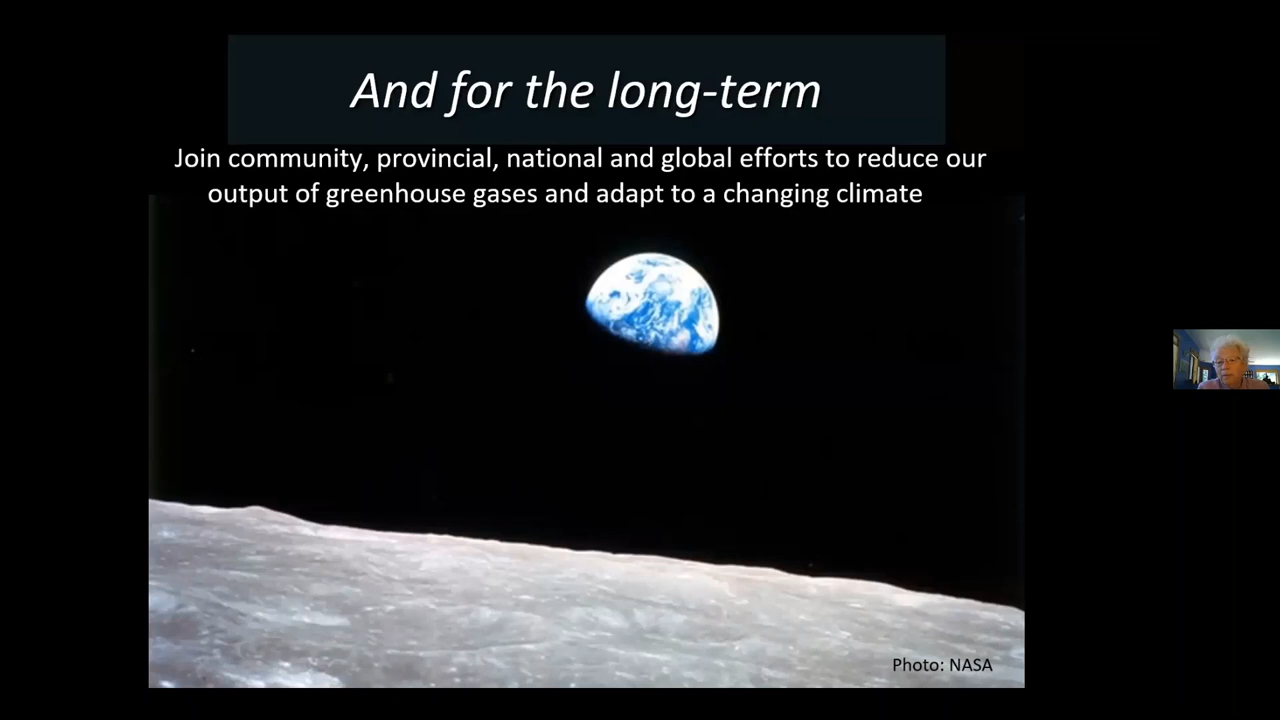 And for the long-term
Join community, provincial, national and global efforts to reduce our
output of greenhouse gases and adapt to a changing climate
Photo: NASA